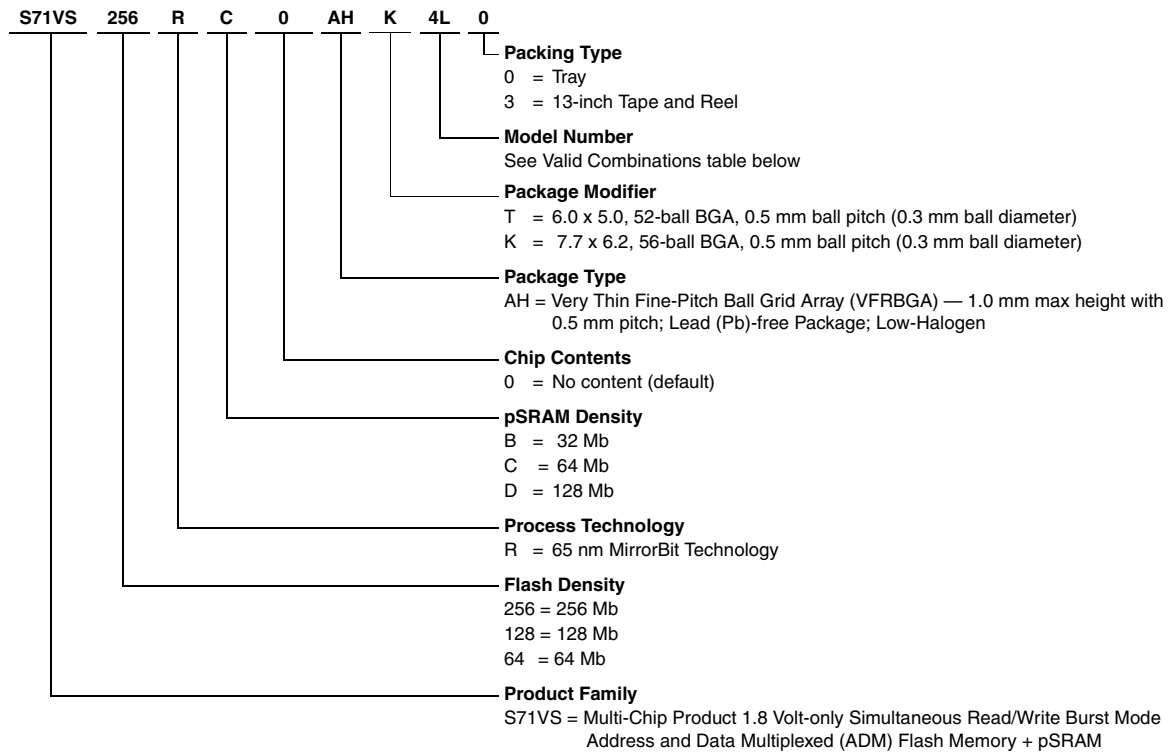 S71VS 256 R C 0 AH K 4L 0
Packing Type
0 = Tray
3 = 13-inch Tape and Reel
Model Number
See Valid Combinations table below
Package Modifier
T = 6.0 x 5.0, 52-ball BGA, 0.5 mm ball pitch (0.3 mm ball diameter)
K = 7.7 x 6.2, 56-ball BGA, 0.5 mm ball pitch (0.3 mm ball diameter)
Package Type
AH = Very Thin Fine-Pitch Ball Grid Array (VFRBGA) — 1.0 mm max height with
0.5 mm pitch; Lead (Pb)-free Package; Low-Halogen
Chip Contents
0 = No content (default)
pSRAM Density
B = 32 Mb
C = 64 Mb
D = 128 Mb
Process Technology
R = 65 nm MirrorBit Technology
Flash Density
256 = 256 Mb
128 = 128 Mb
64 = 64 Mb
Product Family
S71VS = Multi-Chip Product 1.8 Volt-only Simultaneous Read/Write Burst Mode
Address and Data Multiplexed (ADM) Flash Memory + pSRAM